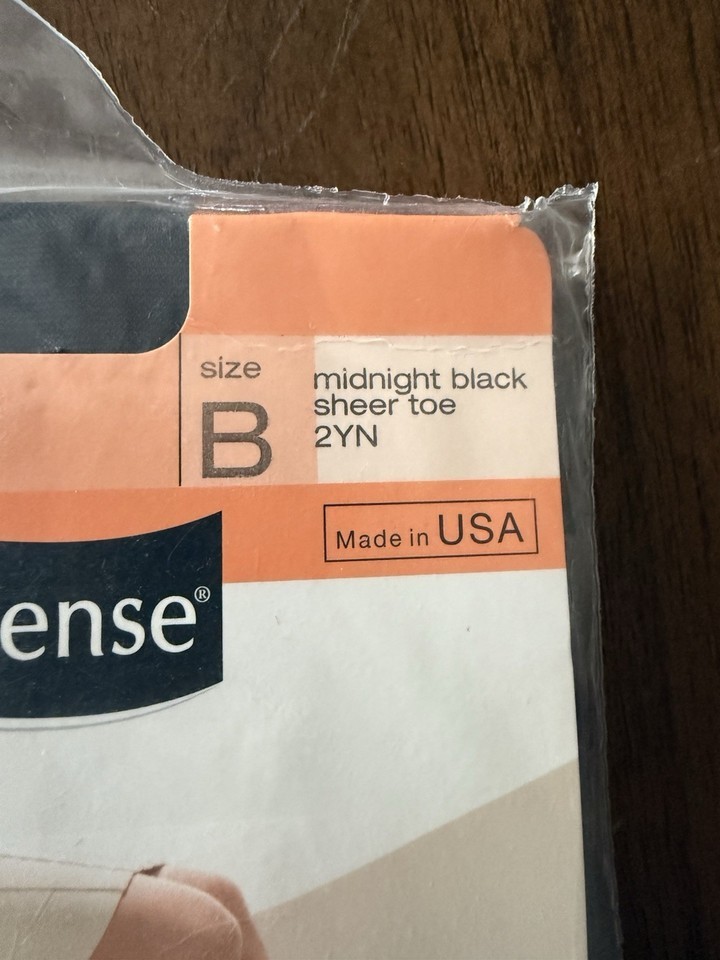 size
B
midnight black
sheer toe
2YN
Made in USA
ense®